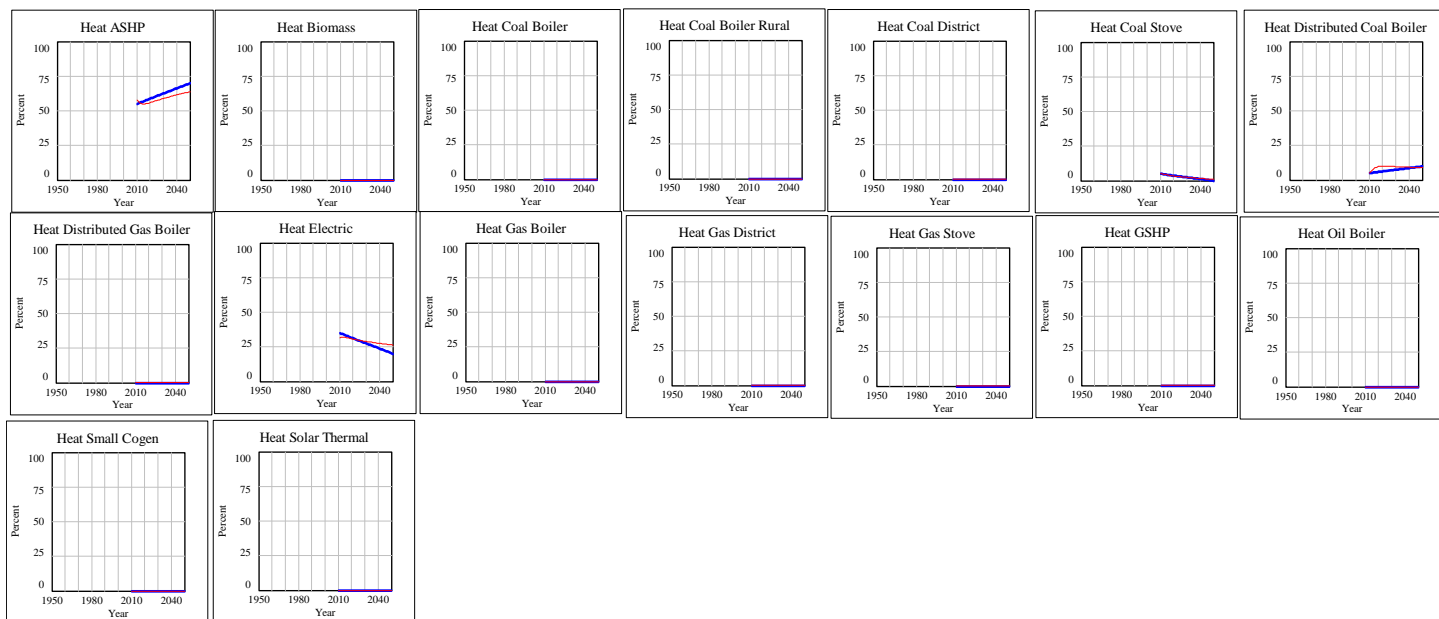 Heat ASHP
100
75
50
25
0
1950 1980 2010 2040
Year
Percent
Heat Biomass
100
75
50
25
0
1950 1980 2010 2040
Year
Percent
Heat Coal Boiler
100
75
50
25
0
1950 1980 2010 2040
Year
Percent
Heat Coal Boiler Rural
100
75
50
25
0
1950 1980 2010 2040
Year
Percent
Heat Coal District
100
75
50
25
0
1950 1980 2010 2040
Year
Percent
Heat Coal Stove
100
75
50
25
0
1950 1980 2010 2040
Year
Percent
Heat Distributed Coal Boiler
100
75
50
25
0
1950 1980 2010 2040
Year
Percent
Heat Distributed Gas Boiler
100
75
50
25
0
1950 1980 2010 2040
Year
Percent
Heat Electric
100
75
50
25
0
1950 1980 2010 2040
Year
Percent
Heat Gas Boiler
100
75
50
25
0
1950 1980 2010 2040
Year
Percent
Heat Gas District
100
75
50
25
0
1950 1980 2010 2040
Year
Percent
Heat Gas Stove
100
75
50
25
0
1950 1980 2010 2040
Year
Percent
Heat GSHP
100
75
50
25
0
1950 1980 2010 2040
Year
Percent
Heat Oil Boiler
100
75
50
25
0
1950 1980 2010 2040
Year
Percent
Heat Small Cogen
100
75
50
25
0
1950 1980 2010 2040
Year
Percent
Heat Solar Thermal
100
75
50
25
0
1950 1980 2010 2040
Year
Percent